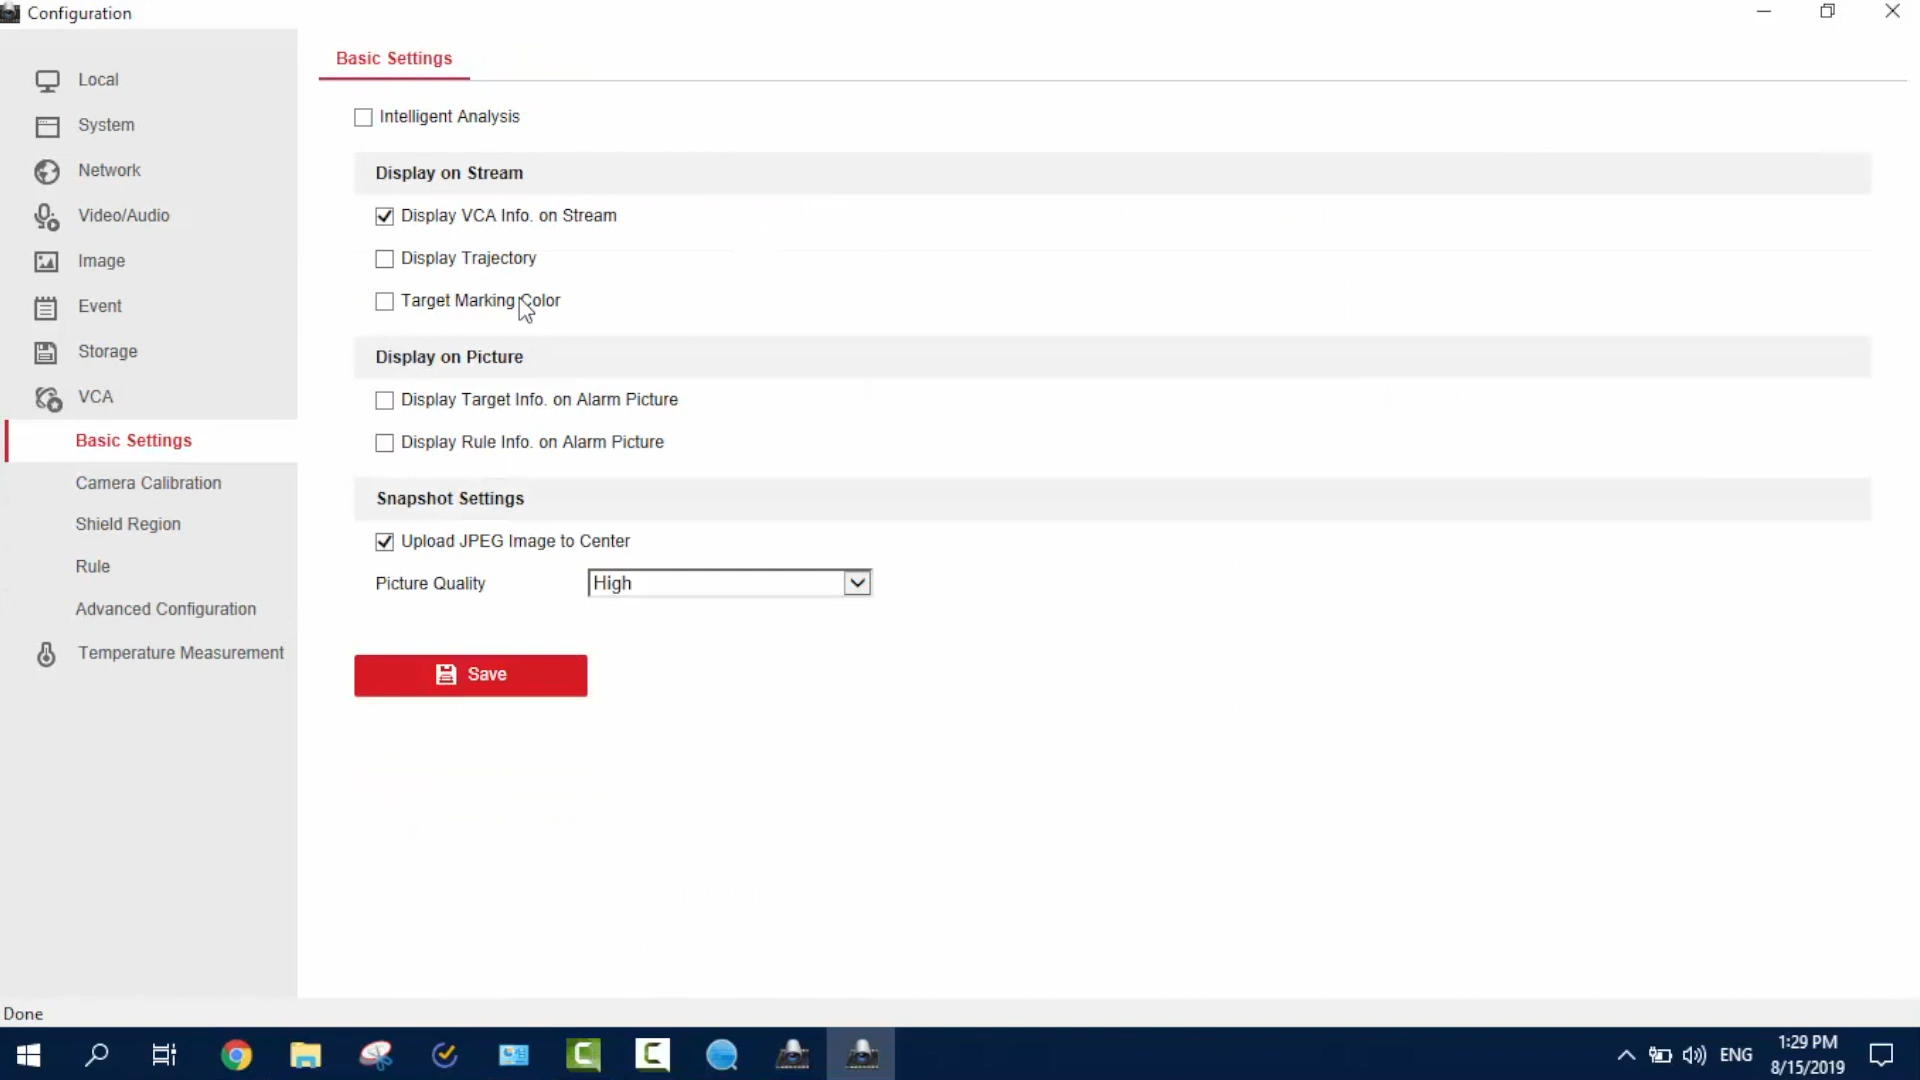 Configuration
Local
System
Network
Video/Audio
Image
Event
Storage
VCA
Basic Settings
Camera Calibration
Shield Region
Rule
Advanced Configuration
Temperature Measurement
Basic Settings
Intelligent Analysis
Display on Stream
Display VCA Info. on Stream
Display Trajectory
Target Marking Color
Display on Picture
Display Target Info. on Alarm Picture
Display Rule Info. on Alarm Picture
Snapshot Settings
Upload JPEG Image to Center
Picture Quality High
Save
Done
ENG
1:29 PM
8/15/2019